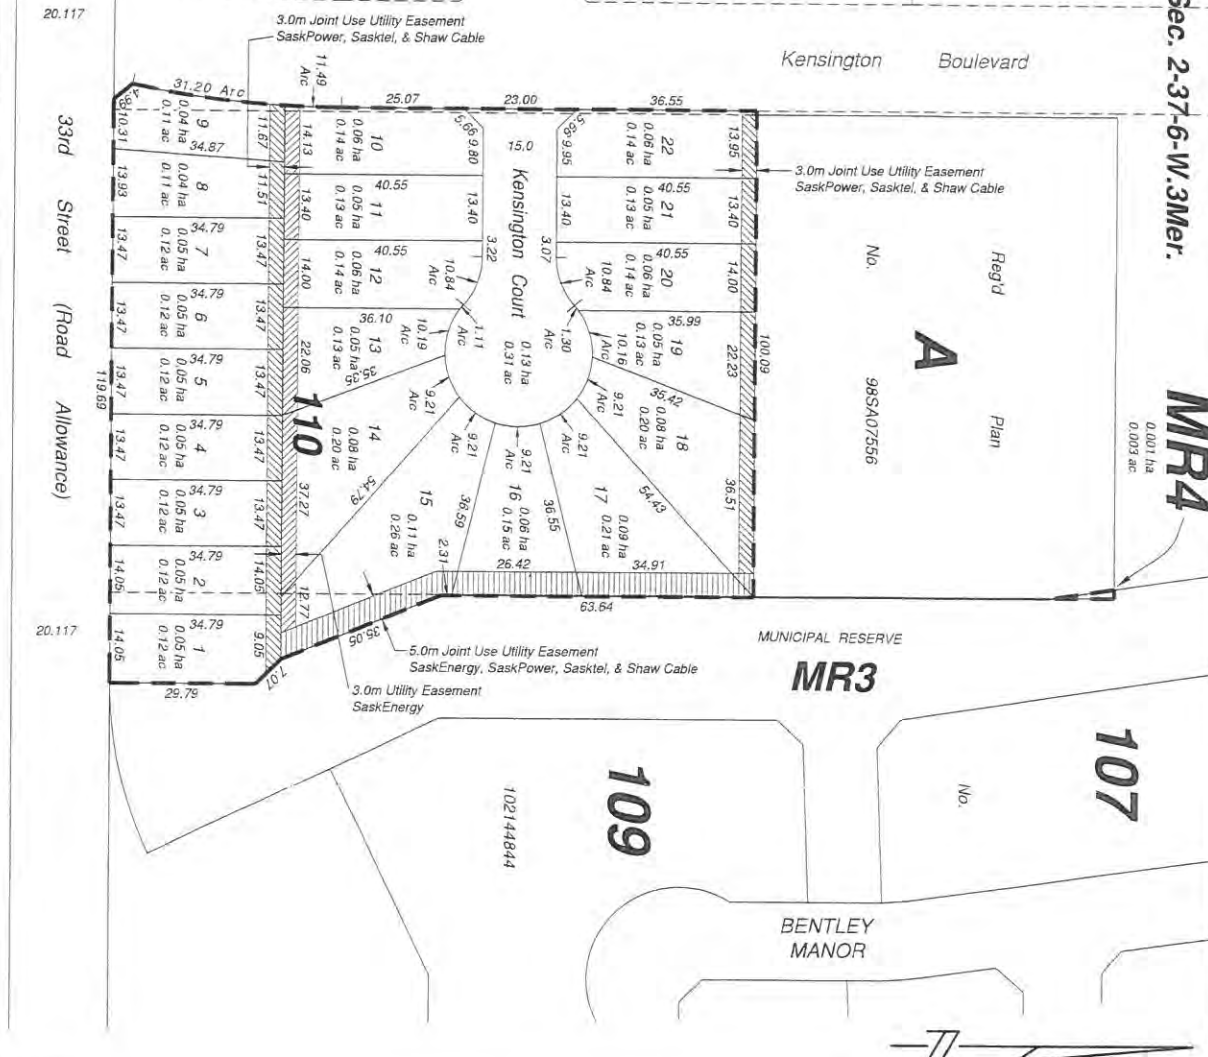 20.117
3.0m Joint Use Utility Easement
SaskPower, Sasktel, & Shaw Cable
Sec. 2-37-6-W.3Mer.
Kensington Boulevard
31.20 Arc
11.49
Arc
25.07
23.00
36.55
4.39
10.31
9
0.04 ha
0.11 ac
11.67
34.87
14.13
10
0.06 ha
0.14 ac
5.66
9.80
15.0
5.66
9.95
22
0.06 ha
0.14 ac
13.95
3.0m Joint Use Utility Easement
SaskPower, Sasktel, & Shaw Cable
33rd Street (Road Allowance)
13.93
8
0.04 ha
0.11 ac
11.51
34.79
13.40
40.55
11
0.05 ha
0.13 ac
13.40
Kensington Court
13.40
40.55
21
0.05 ha
0.13 ac
13.40
13.47
7
0.05 ha
0.12 ac
13.47
34.79
14.00
40.55
12
0.06 ha
0.14 ac
3.22
10.84
Arc
3.07
10.84
Arc
40.55
20
0.06 ha
0.14 ac
14.00
13.47
6
0.05 ha
0.12 ac
13.47
34.79
22.06
36.10
13
0.05 ha
0.13 ac
10.19
Arc
1.11
Arc
0.13 ha
0.31 ac
1.30
Arc
10.16
Arc
35.99
19
0.05 ha
0.13 ac
22.23
100.09
13.47
5
0.05 ha
0.12 ac
13.47
119.69
34.79
110
14
0.08 ha
0.20 ac
9.21
Arc
9.21
Arc
35.42
18
0.08 ha
0.20 ac
13.47
4
0.05 ha
0.12 ac
13.47
34.79
37.27
54.79
9.21
Arc
9.21
Arc
9.21
Arc
54.43
36.51
13.47
3
0.05 ha
0.12 ac
13.47
34.79
15
0.11 ha
0.26 ac
36.59
16
0.06 ha
0.15 ac
36.55
17
0.09 ha
0.21 ac
14.05
2
0.05 ha
0.12 ac
14.05
34.79
12.77
2.31
26.42
34.91
63.64
14.05
1
0.05 ha
0.12 ac
9.05
7.07
29.79
35.05
20.117
5.0m Joint Use Utility Easement
SaskEnergy, SaskPower, Sasktel, & Shaw Cable
3.0m Utility Easement
SaskEnergy
A
Reg'd Plan
No. 98SA07556
MR4
0.001 ha
0.003 ac
MUNICIPAL RESERVE
MR3
109
102144844
107
No.
BENTLEY
MANOR